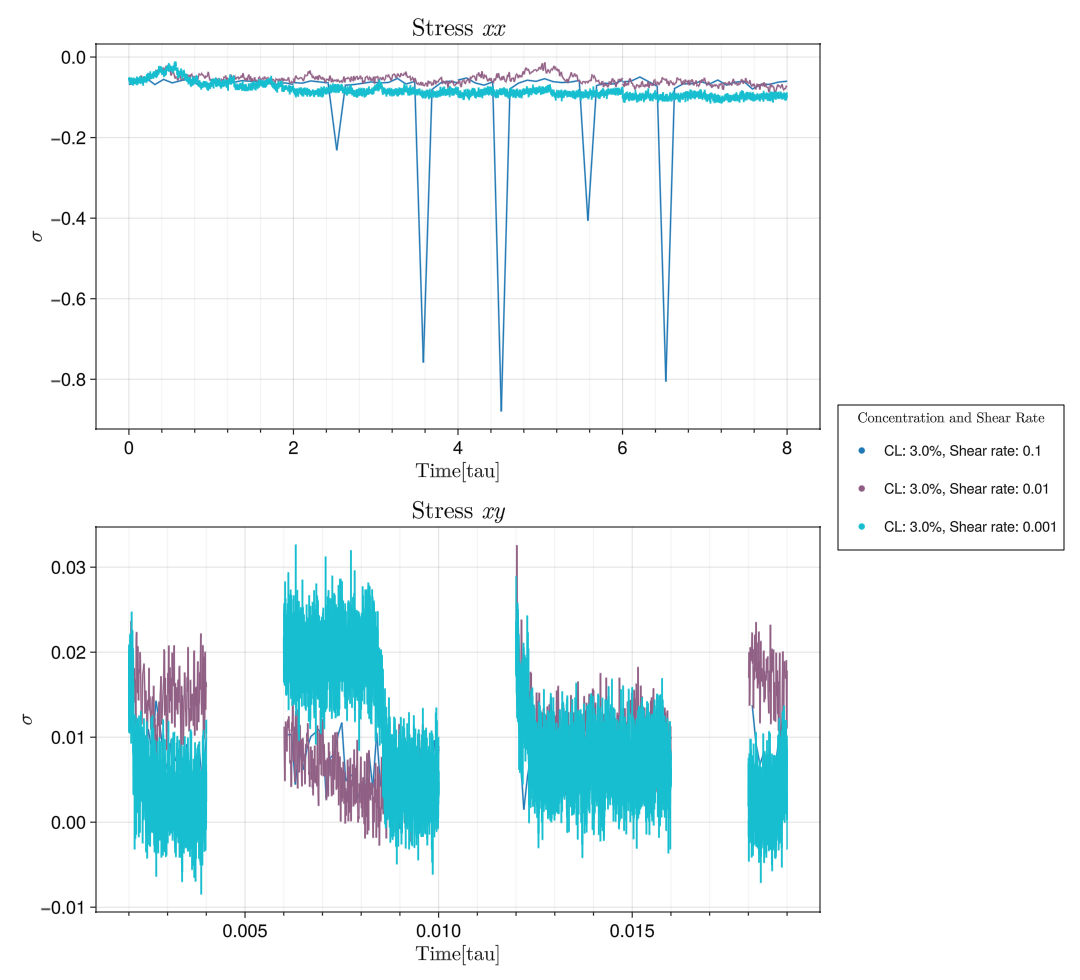 Stress xx
0.0
−0.2
−0.4
−0.6
−0.8
σ
0 2 4 6 8
Time[tau]
Concentration and Shear Rate
CL: 3.0%, Shear rate: 0.1
CL: 3.0%, Shear rate: 0.01
CL: 3.0%, Shear rate: 0.001
Stress xy
0.03
0.02
0.01
0.00
−0.01
σ
0.005 0.010 0.015
Time[tau]